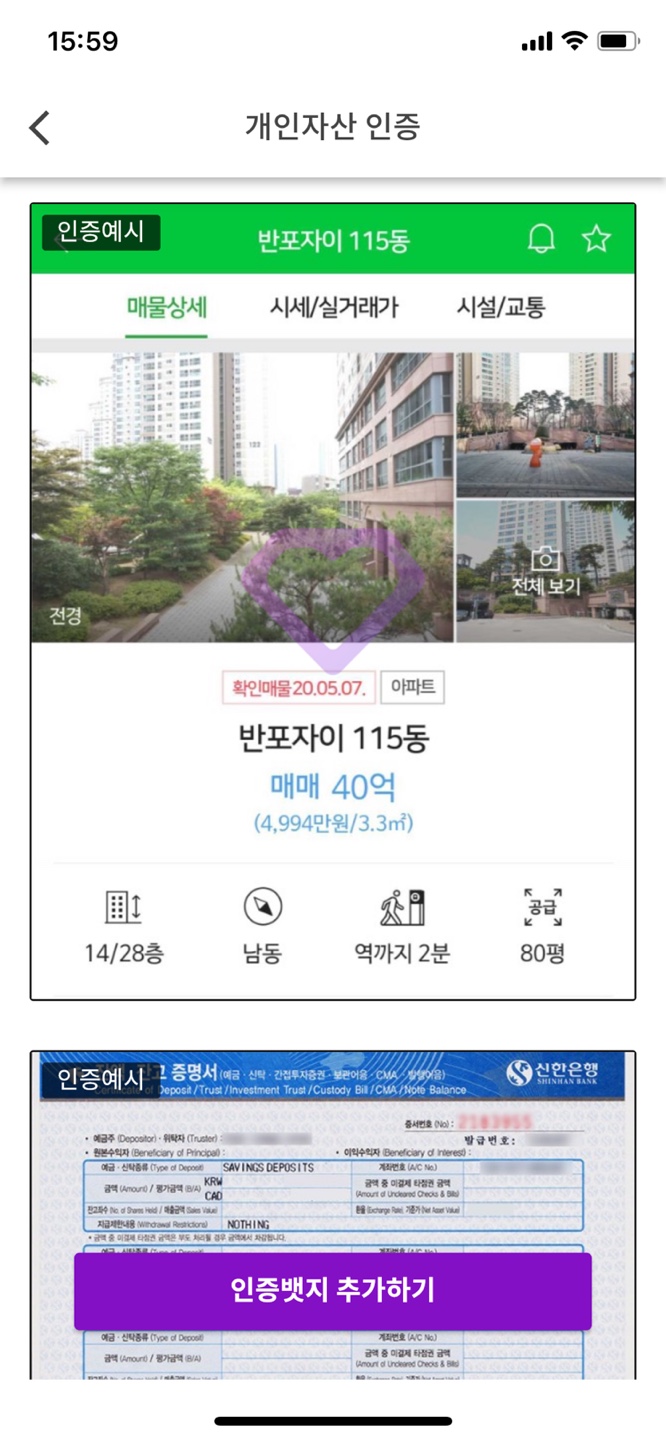 15:59
개인자산 인증
인증예시
반포자이 115동
매물상세 시세/실거래가 시설/교통
전경
전체 보기
확인매물 20.05.07. 아파트
반포자이 115동
매매 40억
(4,994만원/3.3㎡)
14/28층 남동 역까지 2분 공급 80평
인증예시
잔고 증명서 (예금 · 신탁 · 간접투자증권 · 보관어음 · CMA · 발행어음)
신한은행
SHINHAN BANK
Certificate of Deposit/Trust/Investment Trust/Custody Bill/CMA/Note Balance
증서번호 (No) :
발급번호:
• 예금주 (Depositor) · 위탁자 (Truster) :
• 원본수익자 (Beneficiary of Principal) : • 이익수익자 (Beneficiary of Interest) :
예금 · 신탁종류 (Type of Deposit) SAVINGS DEPOSITS 계좌번호 (A/C No.)
금액 (Amount) / 평가금액 (B/A) KRW CAD 금액 중 미결제 타점권 금액 (Amount of Uncleared Checks & Bills)
잔고좌수 (No. of Shares Held) / 매출금액 (Sales Value) 환율 (Exchange Rate), 기준가 (Net Asset Value)
지급제한내용 (Withdrawal Restrictions) NOTHING
• 금액 중 미결제 타점권 금액은 부도 처리될 경우 금액에서 차감됩니다.
인증뱃지 추가하기
예금 · 신탁종류 (Type of Deposit) 계좌번호 (A/C No.)
금액 (Amount) / 평가금액 (B/A) 금액 중 미결제 타점권 금액 (Amount of Uncleared Checks & Bills)